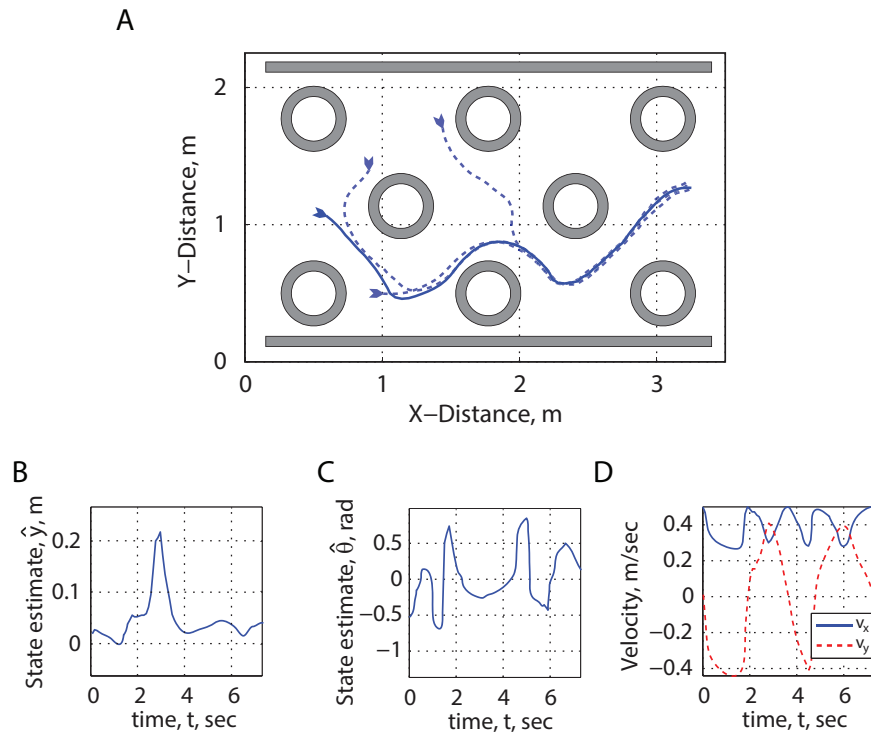 A
Y−Distance, m
2
1
0
0
1
2
3
X−Distance, m
B
State estimate, ŷ, m
0.2
0.1
0
0
2
4
6
time, t, sec
C
State estimate, θ̂, rad
0.5
0
−0.5
−1
0
2
4
6
time, t, sec
D
Velocity, m/sec
0.4
0.2
0
−0.2
−0.4
0
2
4
6
time, t, sec
vₓ
v_y